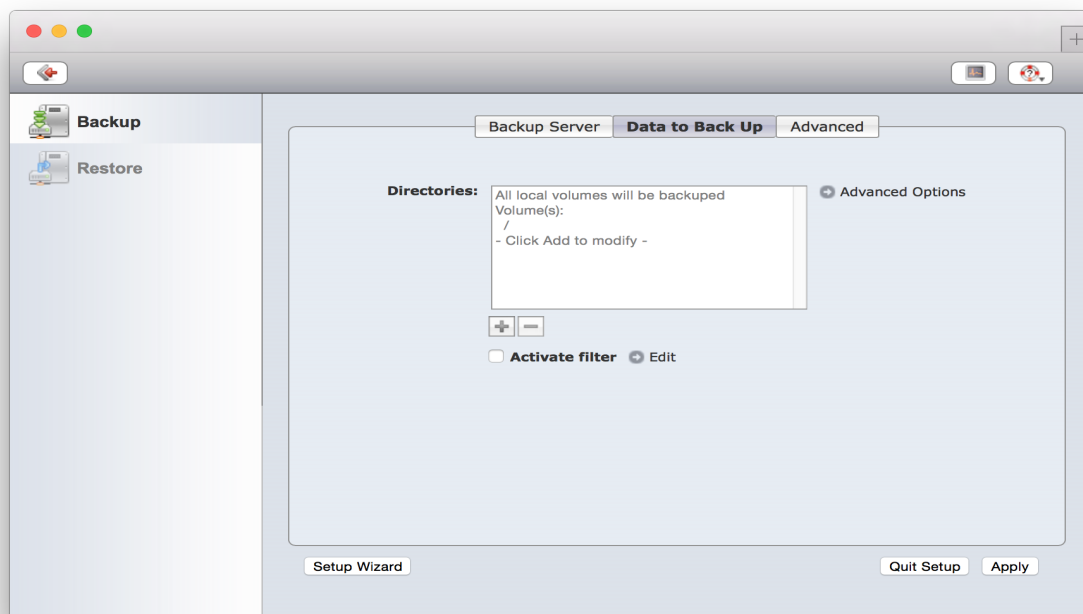 Backup
Restore
Backup Server
Data to Back Up
Advanced
Directories:
All local volumes will be backuped
Volume(s):
/
- Click Add to modify -
Advanced Options
Activate filter
Edit
Setup Wizard
Quit Setup
Apply